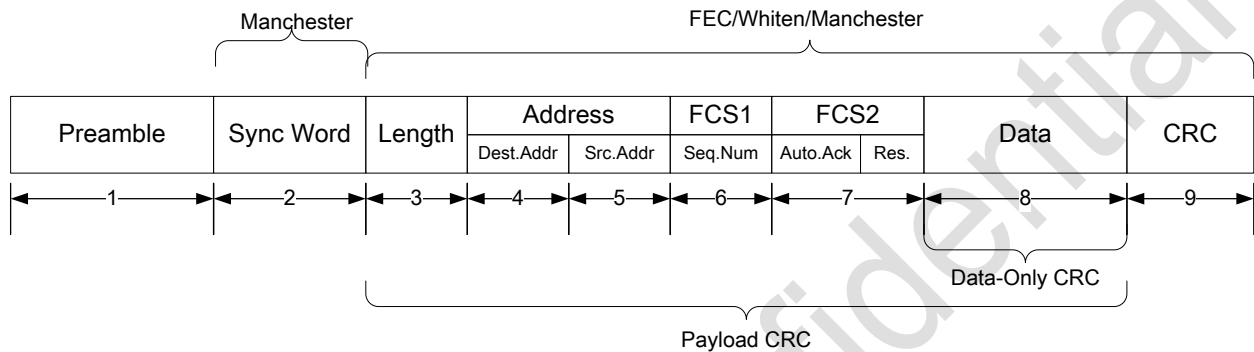 Manchester
FEC/Whiten/Manchester
Preamble
Sync Word
Length
Address
Dest.Addr
Src.Addr
FCS1
Seq.Num
FCS2
Auto.Ack
Res.
Data
CRC
1
2
3
4
5
6
7
8
9
Data-Only CRC
Payload CRC
fidential